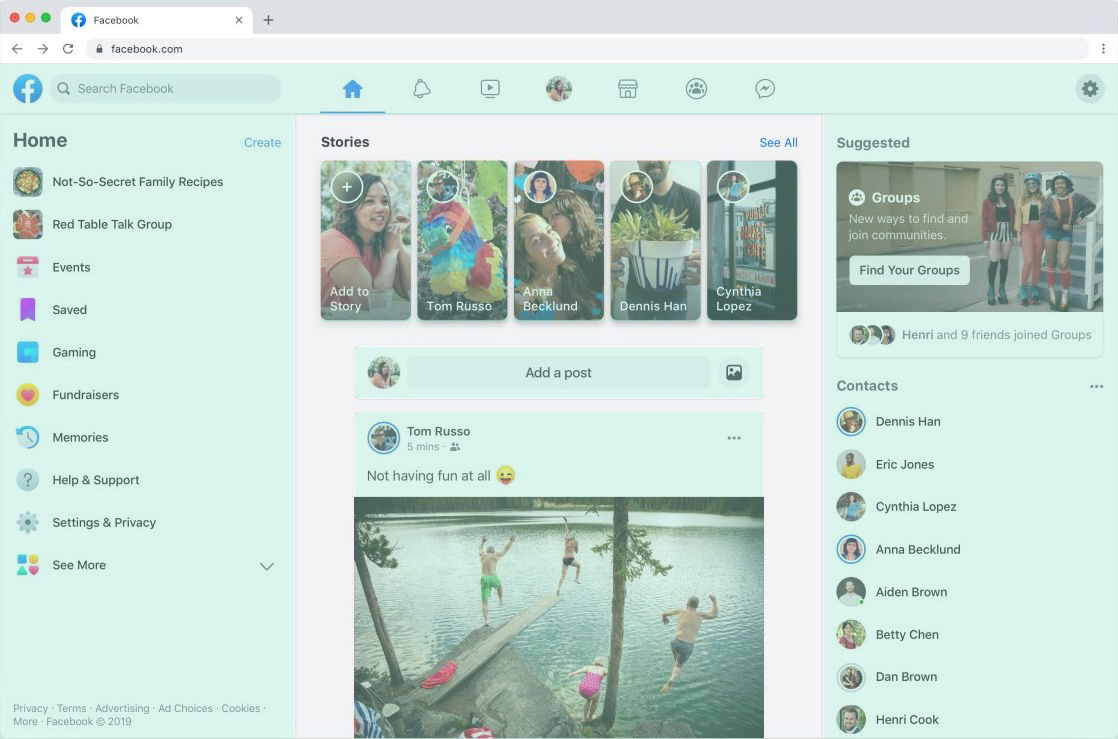 Facebook
facebook.com
Search Facebook
Home
Create
Not-So-Secret Family Recipes
Red Table Talk Group
Events
Saved
Gaming
Fundraisers
Memories
Help & Support
Settings & Privacy
See More
Privacy · Terms · Advertising · Ad Choices · Cookies ·
More · Facebook © 2019
Stories
See All
Add to
Story
Tom Russo
Anna
Becklund
Dennis Han
PUBLIC
MARKET
Cynthia
Lopez
Add a post
Tom Russo
5 mins ·
Not having fun at all 😜
Suggested
Groups
New ways to find and
join communities.
Find Your Groups
Henri and 9 friends joined Groups
Contacts
Dennis Han
Eric Jones
Cynthia Lopez
Anna Becklund
Aiden Brown
Betty Chen
Dan Brown
Henri Cook